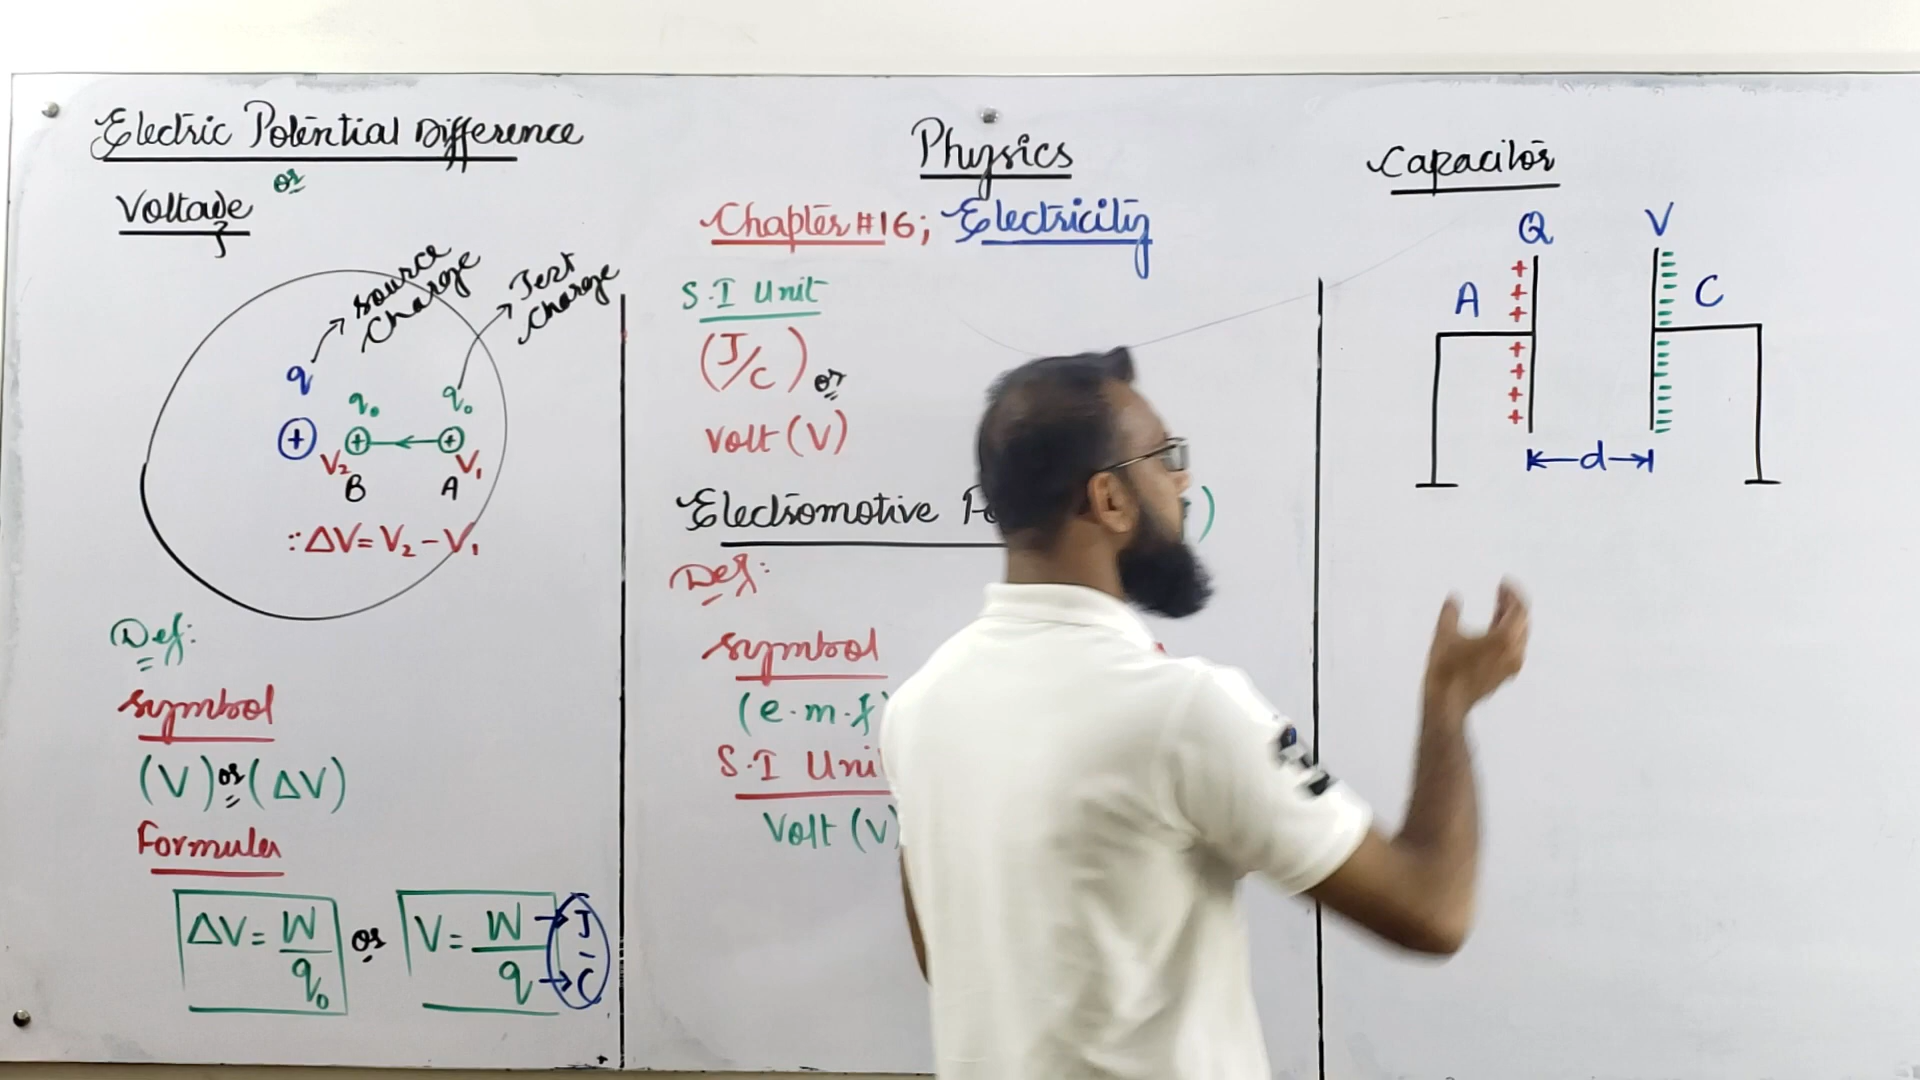 Electric Potential Difference
or
Voltage
source
Charge
Test
charge
q
q₀
q₀
+
+
+
V₂
V₁
B
A
∵ ΔV = V₂ - V₁
Def:
Symbol
(V) or (ΔV)
Formula
ΔV = W/q₀ or V = W/q → J/C
Physics
Chapter #16; Electricity
S.I Unit
(J/C) or
Volt (V)
Electromotive
)
Def:
Symbol
(e.m.f)
S.I Uni
Volt (V)
Capacitor
Q
V
A
C
+
+
+
+
+
+
+
d